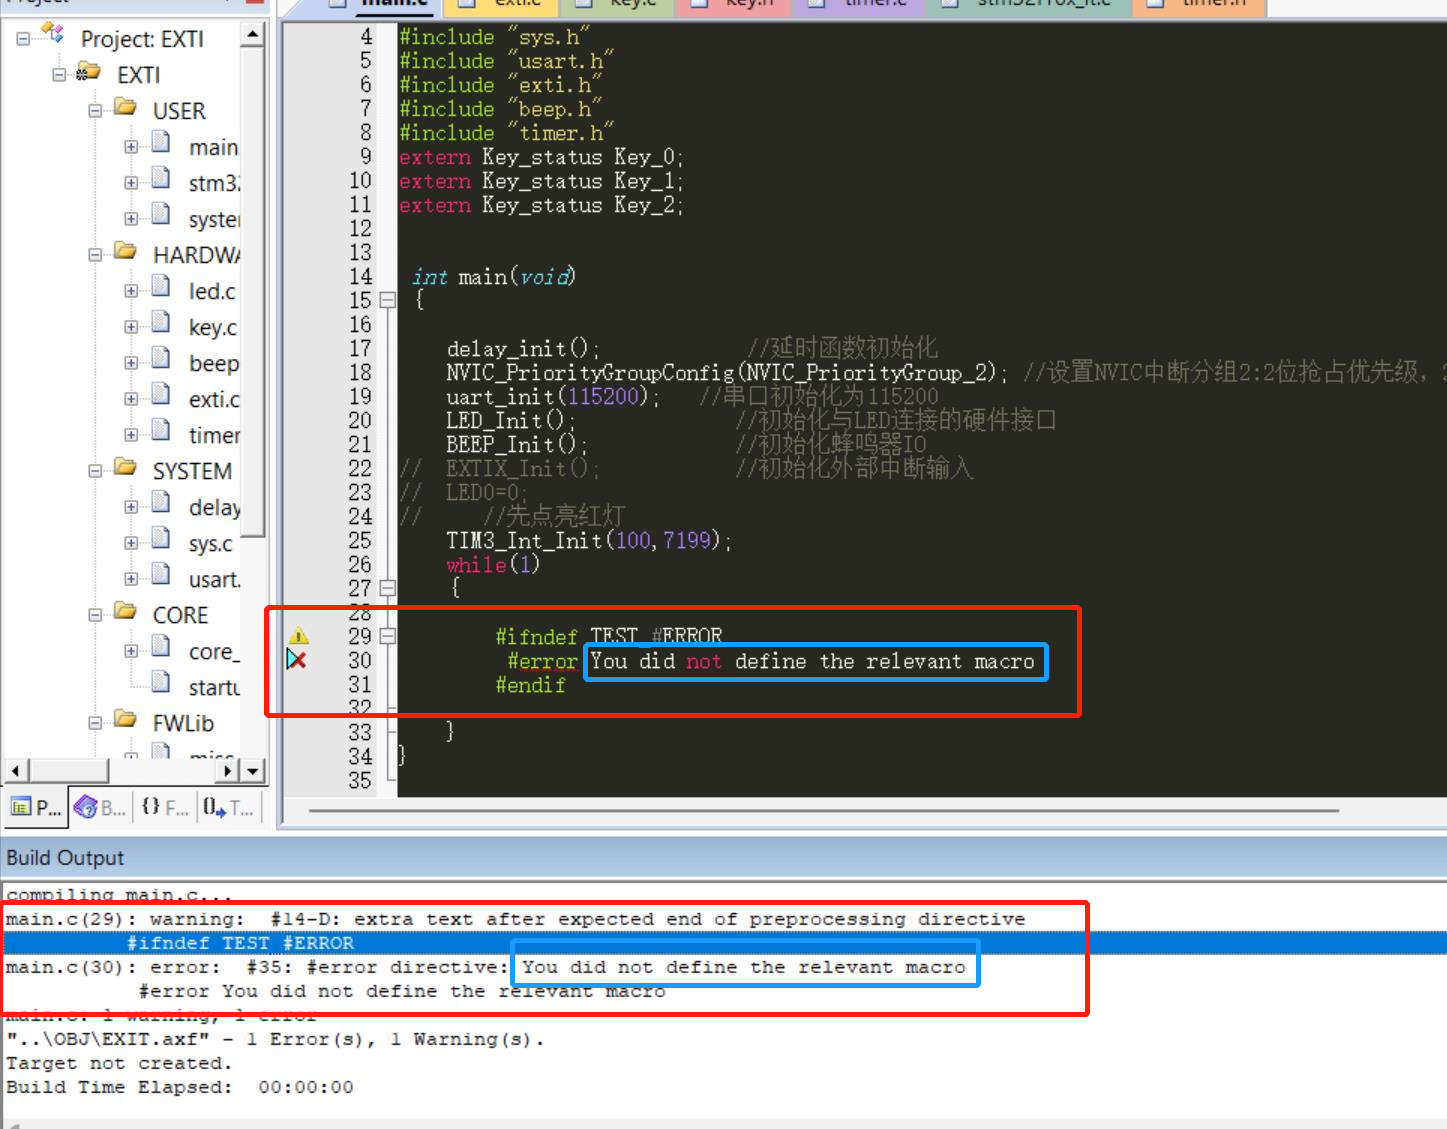 Project
main.c exti.c key.c key.h timer.c stm32f10x_it.c timer.h
Project: EXTI
EXTI
USER
main.
stm3
syste
HARDWA
led.c
key.c
beep
exti.c
timer
SYSTEM
delay
sys.c
usart.
CORE
core_
startu
FWLib
misc
P... B... {} F... T...
4 #include "sys.h"
5 #include "usart.h"
6 #include "exti.h"
7 #include "beep.h"
8 #include "timer.h"
9 extern Key_status Key_0;
10 extern Key_status Key_1;
11 extern Key_status Key_2;
12
13
14 int main(void)
15 {
16
17 delay_init(); //延时函数初始化
18 NVIC_PriorityGroupConfig(NVIC_PriorityGroup_2); //设置NVIC中断分组2:2位抢占优先级,
19 uart_init(115200); //串口初始化为115200
20 LED_Init(); //初始化与LED连接的硬件接口
21 BEEP_Init(); //初始化蜂鸣器IO
22 // EXTIX_Init(); //初始化外部中断输入
23 // LED0=0;
24 // //先点亮红灯
25 TIM3_Int_Init(100,7199);
26 while(1)
27 {
28
29 #ifndef TEST_#ERROR
30 #error You did not define the relevant macro
31 #endif
32
33 }
34 }
35
Build Output
compiling main.c...
main.c(29): warning: #14-D: extra text after expected end of preprocessing directive
#ifndef TEST_#ERROR
main.c(30): error: #35: #error directive: You did not define the relevant macro
#error You did not define the relevant macro
main.c: 1 warning, 1 error
"..\OBJ\EXIT.axf" - 1 Error(s), 1 Warning(s).
Target not created.
Build Time Elapsed: 00:00:00